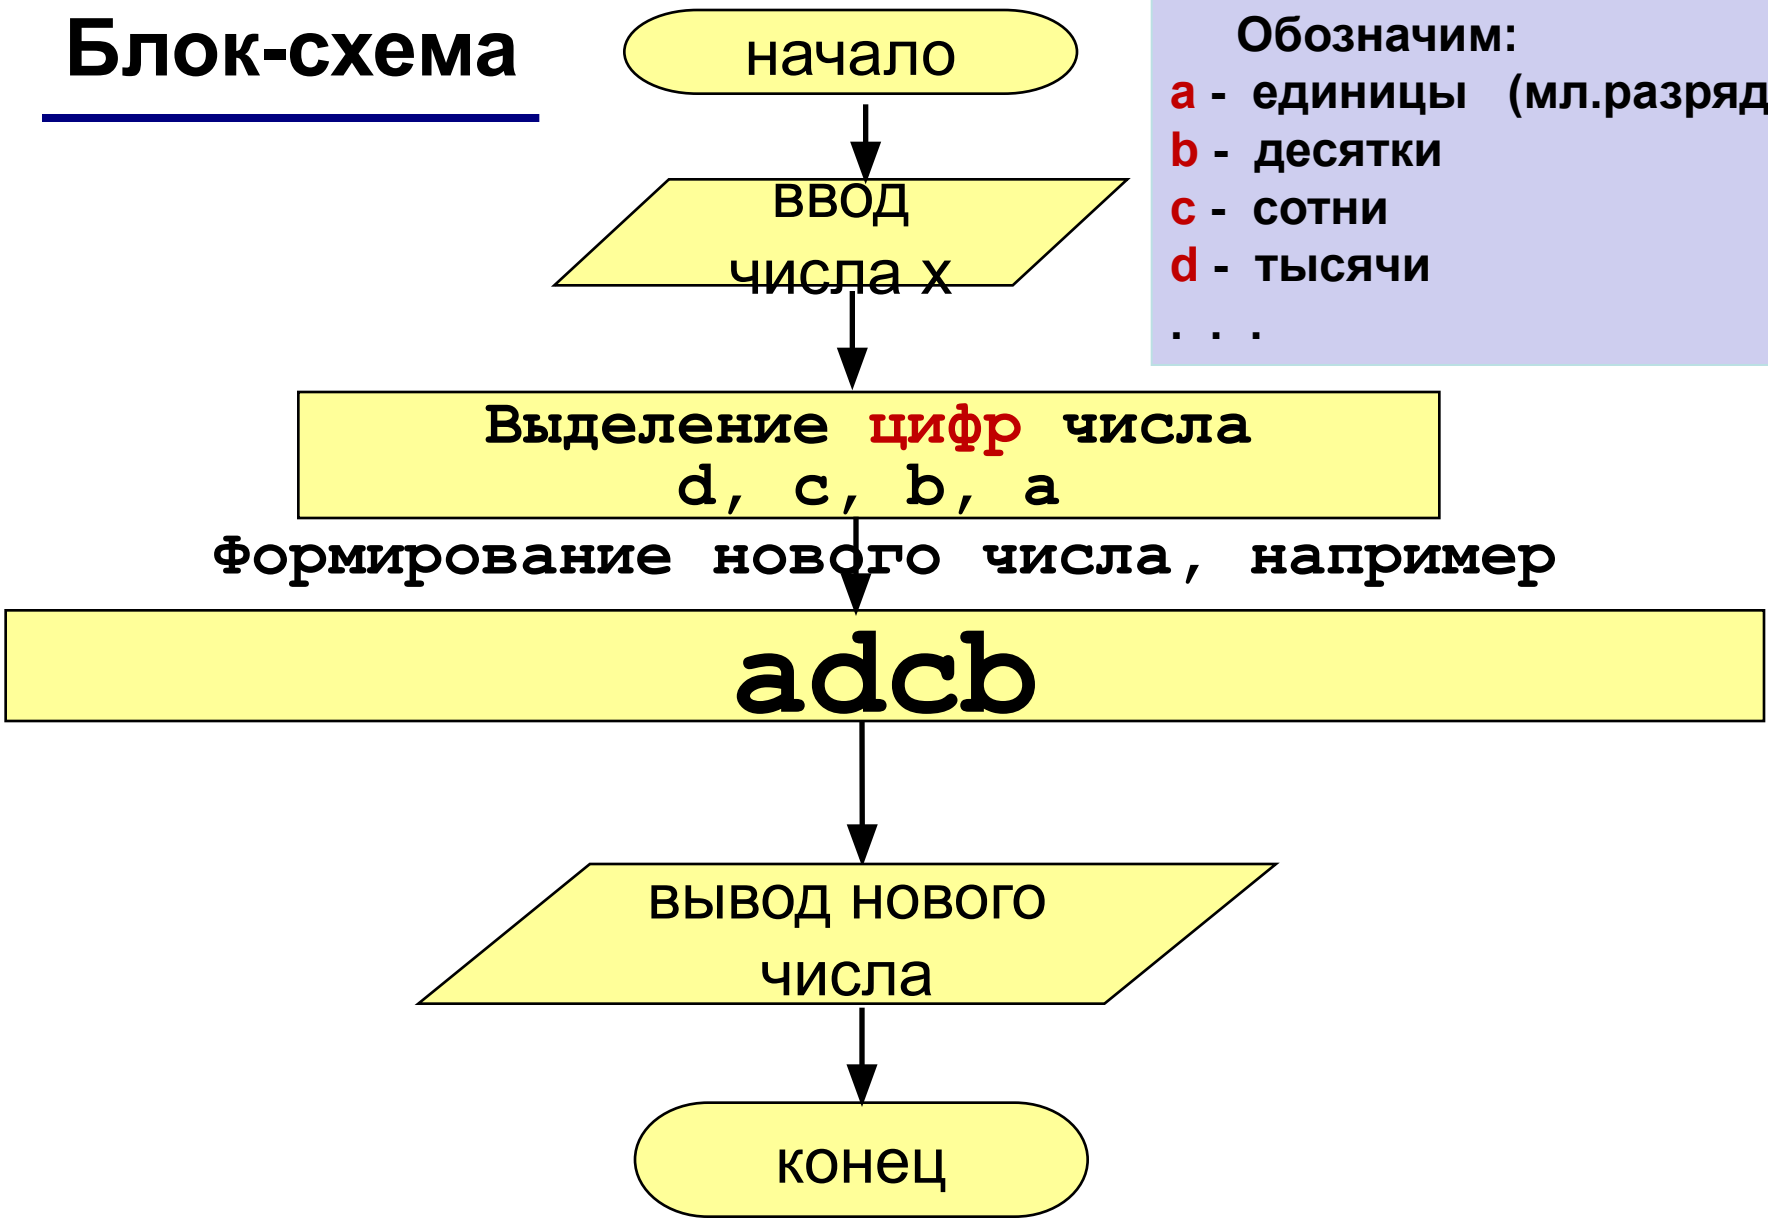 Блок-схема
начало
Обозначим:
a - единицы (мл.разряд
b - десятки
c - сотни
d - тысячи
. . .
ввод
числа x
Выделение цифр числа
d, c, b, a
Формирование нового числа, например
adcb
вывод нового
числа
конец